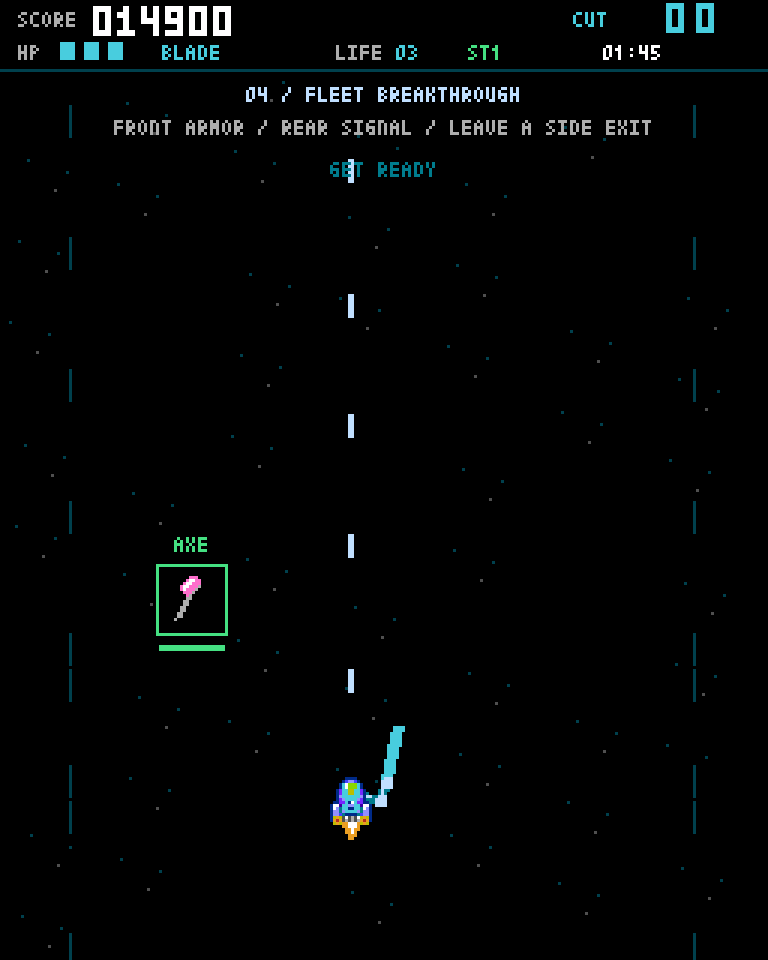 SCORE 014900 CUT 00
HP BLADE LIFE 03 ST1 01:45
04 / FLEET BREAKTHROUGH
FRONT ARMOR / REAR SIGNAL / LEAVE A SIDE EXIT
GET READY
AXE